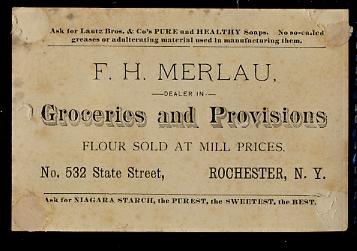 Ask for Lautz Bros. & Co's PURE and HEALTHY Soaps. No so-called
greases or adulterating material used in manufacturing them.
F. H. MERLAU,
DEALER IN
Groceries and Provisions
FLOUR SOLD AT MILL PRICES.
No. 532 State Street, ROCHESTER, N. Y.
Ask for NIAGARA STARCH, the PUREST, the SWEETEST, the BEST.